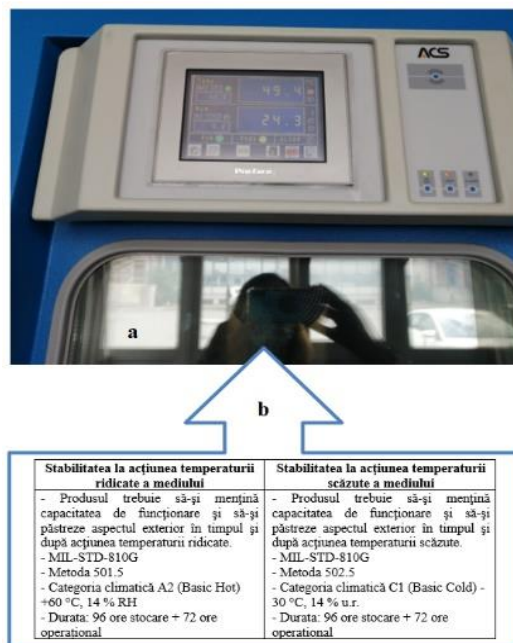 ACS
49.4
24.3
Pro-face
a
b
Stabilitatea la acțiunea temperaturii
ridicate a mediului
- Produsul trebuie să-și mențină
capacitatea de funcționare și să-și
păstreze aspectul exterior în timpul și
după acțiunea temperaturii ridicate.
- MIL-STD-810G
- Metoda 501.5
- Categoria climatică A2 (Basic Hot)
+60 °C, 14 % RH
- Durata: 96 ore stocare + 72 ore
operațional
Stabilitatea la acțiunea temperaturii
scăzute a mediului
- Produsul trebuie să-și mențină
capacitatea de funcționare și să-și
păstreze aspectul exterior în timpul și
după acțiunea temperaturii scăzute.
- MIL-STD-810G
- Metoda 502.5
- Categoria climatică C1 (Basic Cold) -
30 °C, 14 % u.r.
- Durata: 96 ore stocare + 72 ore
operațional